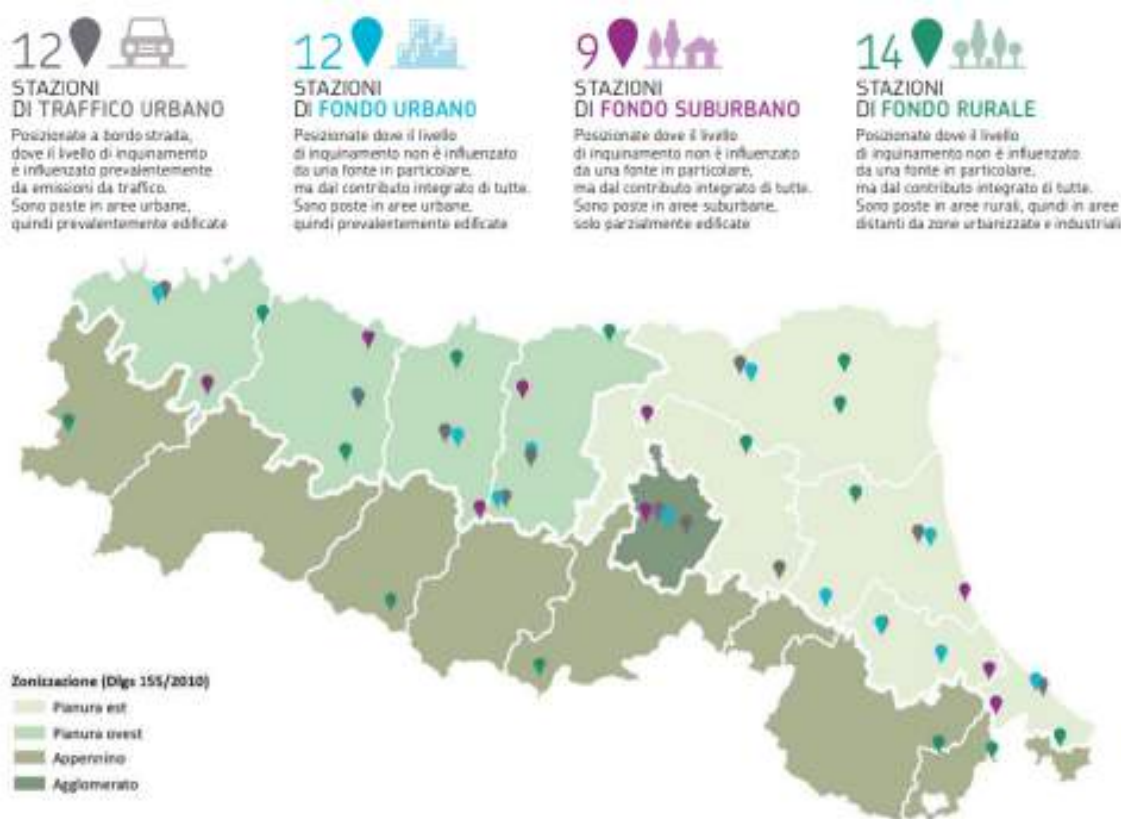 12
STAZIONI
DI TRAFFICO URBANO
Posizionate a bordo strada,
dove il livello di inquinamento
è influenzato prevalentemente
da emissioni da traffico.
Sono poste in aree urbane,
quindi prevalentemente edificate
12
STAZIONI
DI FONDO URBANO
Posizionate dove il livello
di inquinamento non è influenzato
da una fonte in particolare,
ma dal contributo integrato di tutte.
Sono poste in aree urbane,
quindi prevalentemente edificate
9
STAZIONI
DI FONDO SUBURBANO
Posizionate dove il livello
di inquinamento non è influenzato
da una fonte in particolare,
ma dal contributo integrato di tutte.
Sono poste in aree suburbane,
solo parzialmente edificate
14
STAZIONI
DI FONDO RURALE
Posizionate dove il livello
di inquinamento non è influenzato
da una fonte in particolare,
ma dal contributo integrato di tutte.
Sono poste in aree rurali, quindi in aree
distanti da zone urbanizzate e industriali
Zonizzazione (Dlgs 155/2010)
Pianura est
Pianura ovest
Appennino
Agglomerato